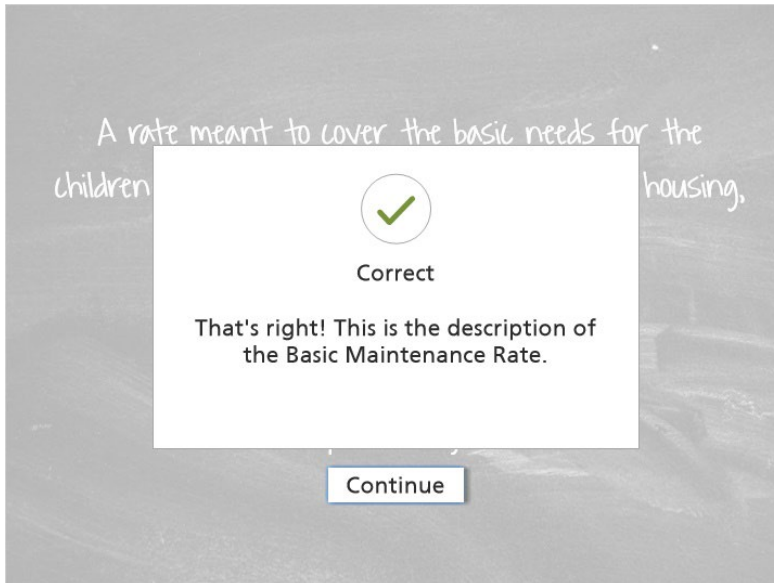 A rate meant to cover the basic needs for the
children housing,
Correct
That's right! This is the description of
the Basic Maintenance Rate.
Continue